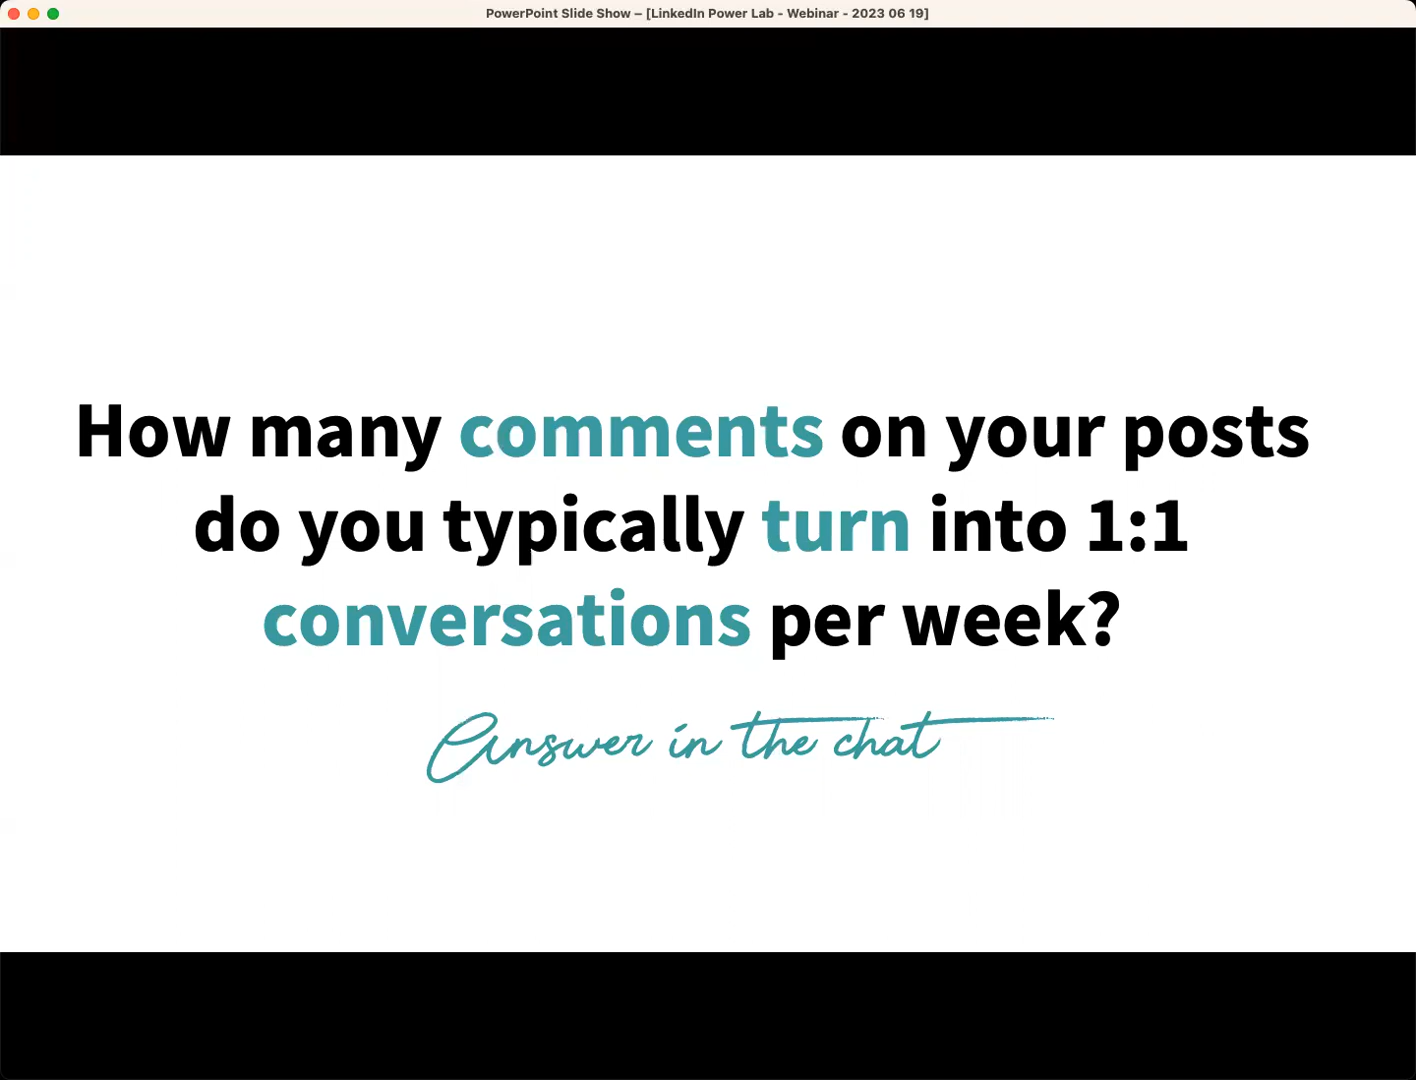 PowerPoint Slide Show – [LinkedIn Power Lab - Webinar - 2023 06 19]
How many comments on your posts
do you typically turn into 1:1
conversations per week?
Answer in the chat